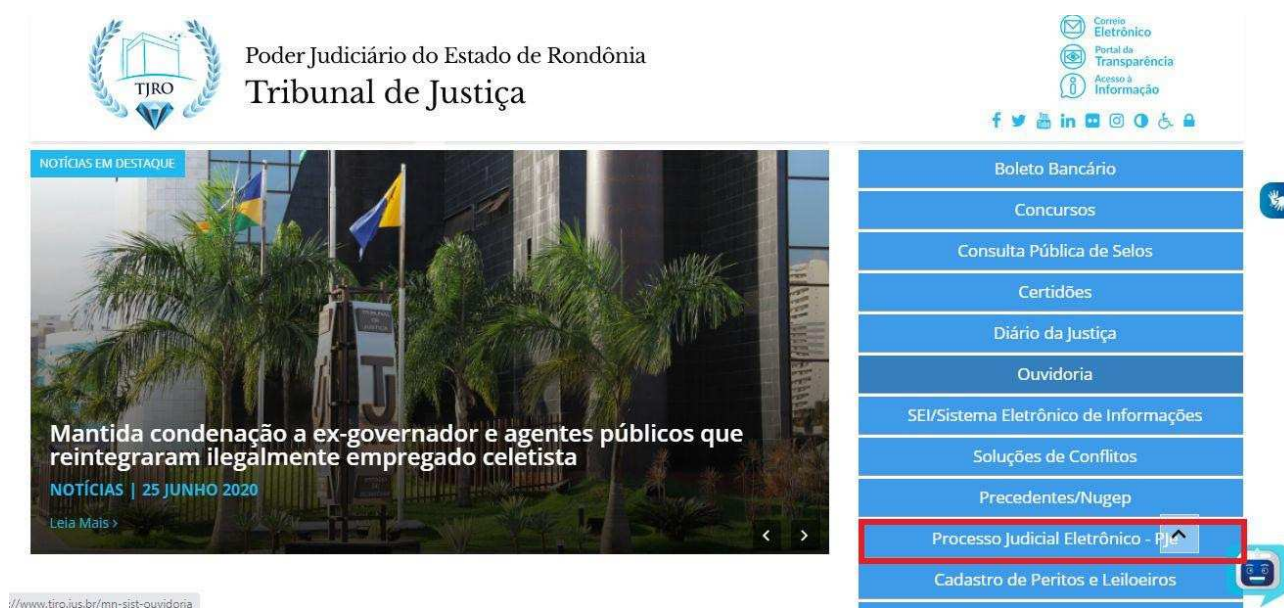 Correio
Eletrônico
Portal da
Transparência
Acesso à
Informação
TJRO
Poder Judiciário do Estado de Rondônia
Tribunal de Justiça
NOTÍCIAS EM DESTAQUE
Mantida condenação a ex-governador e agentes públicos que
reintegraram ilegalmente empregado celetista
NOTÍCIAS | 25 JUNHO 2020
Leia Mais ›
Boleto Bancário
Concursos
Consulta Pública de Selos
Certidões
Diário da Justiça
Ouvidoria
SEI/Sistema Eletrônico de Informações
Soluções de Conflitos
Precedentes/Nugep
Processo Judicial Eletrônico - PJe
Cadastro de Peritos e Leiloeiros
://www.tjro.jus.br/mn-sist-ouvidoria